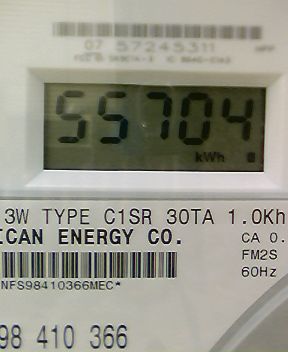 07 57245311
55704
kWh
3W TYPE C1SR 30TA 1.0Kh
ICAN ENERGY CO.
CA 0.
FM2S
60Hz
NFS98410366MEC*
98 410 366